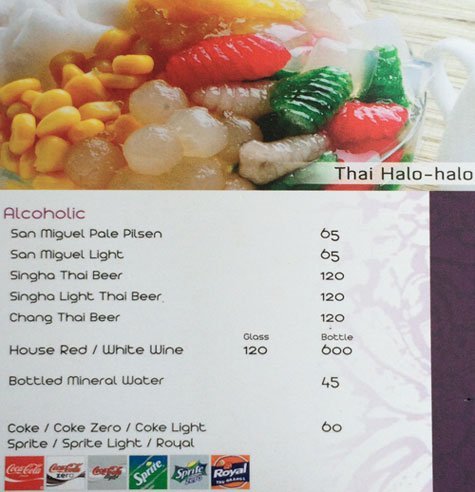 Thai Halo-halo
Alcoholic
San Miguel Pale Pilsen 65
San Miguel Light 65
Singha Thai Beer 120
Singha Light Thai Beer 120
Chang Thai Beer 120
Glass Bottle
House Red / White Wine 120 600
Bottled Mineral Water 45
Coke / Coke Zero / Coke Light 60
Sprite / Sprite Light / Royal
Coca-Cola Coca-Cola zero Coca-Cola light Sprite Sprite ZERO Royal TRU ORANGE